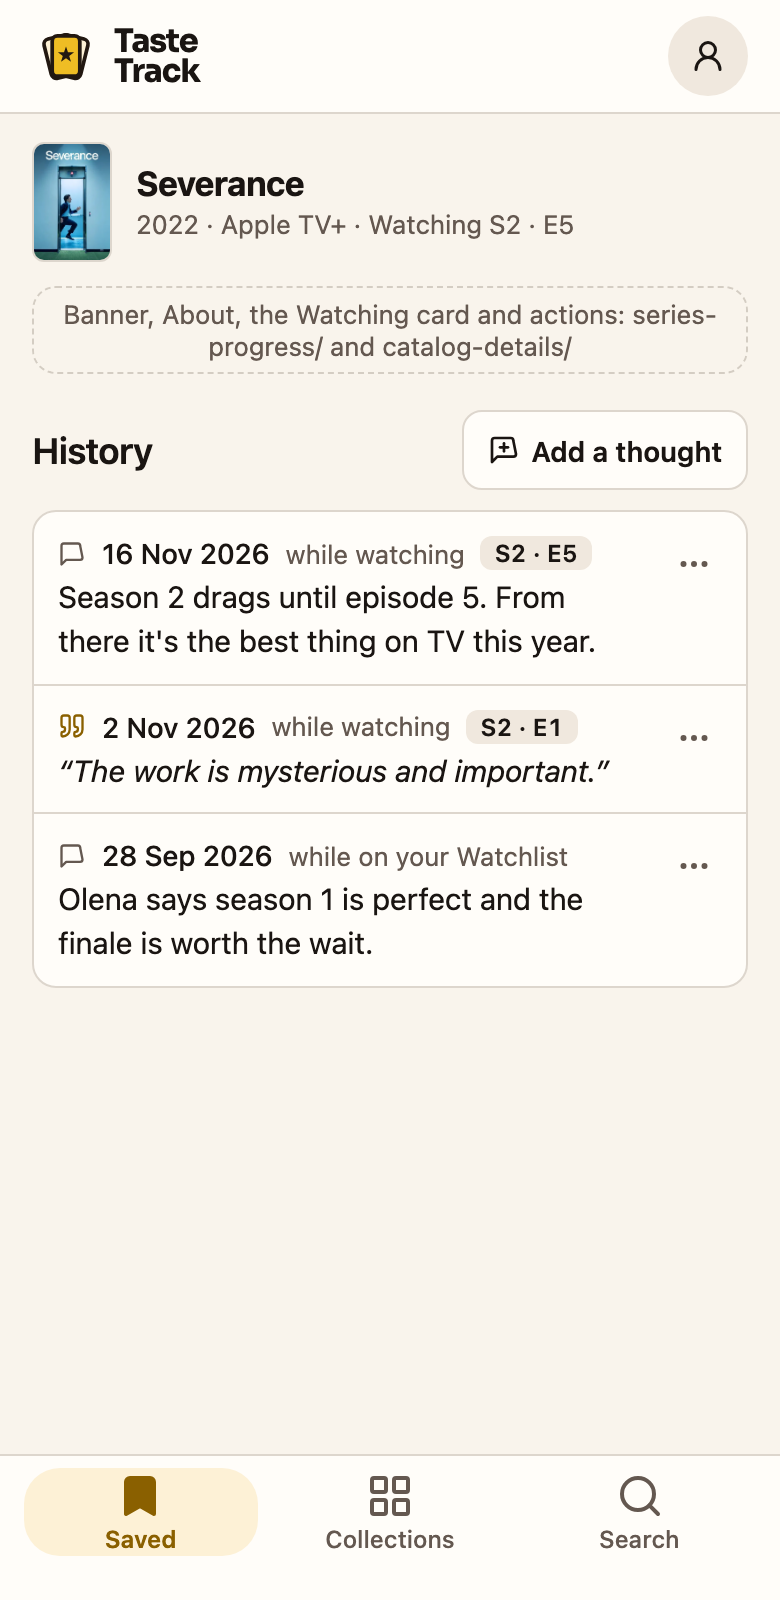 Taste
Track
Severance
Severance
2022 · Apple TV+ · Watching S2 · E5
Banner, About, the Watching card and actions: series-
progress/ and catalog-details/
History
Add a thought
16 Nov 2026 while watching S2 · E5
Season 2 drags until episode 5. From
there it's the best thing on TV this year.
2 Nov 2026 while watching S2 · E1
“The work is mysterious and important.”
28 Sep 2026 while on your Watchlist
Olena says season 1 is perfect and the
finale is worth the wait.
Saved
Collections
Search